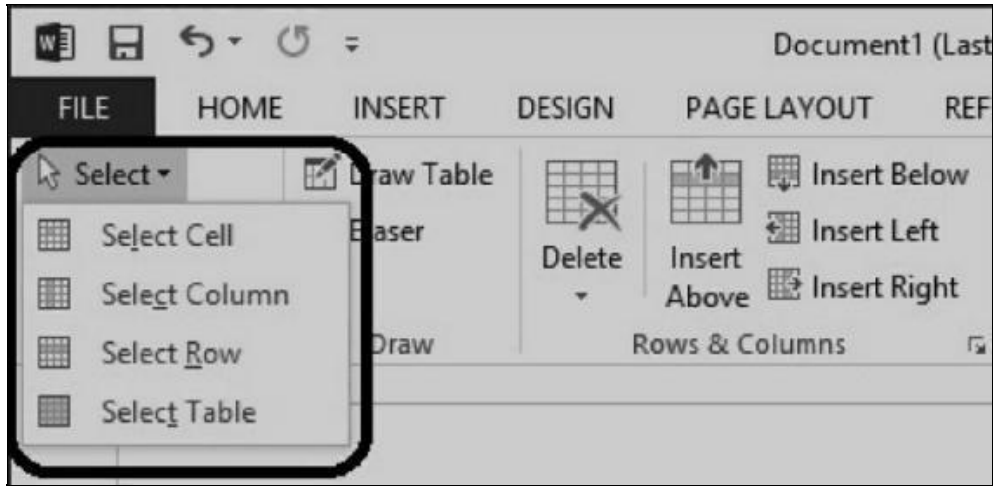 Document1 (Last
FILE HOME INSERT DESIGN PAGE LAYOUT REF
Select
Select Cell
Select Column
Select Row
Select Table
Draw Table
Eraser
Draw
Delete
Insert
Above
Insert Below
Insert Left
Insert Right
Rows & Columns